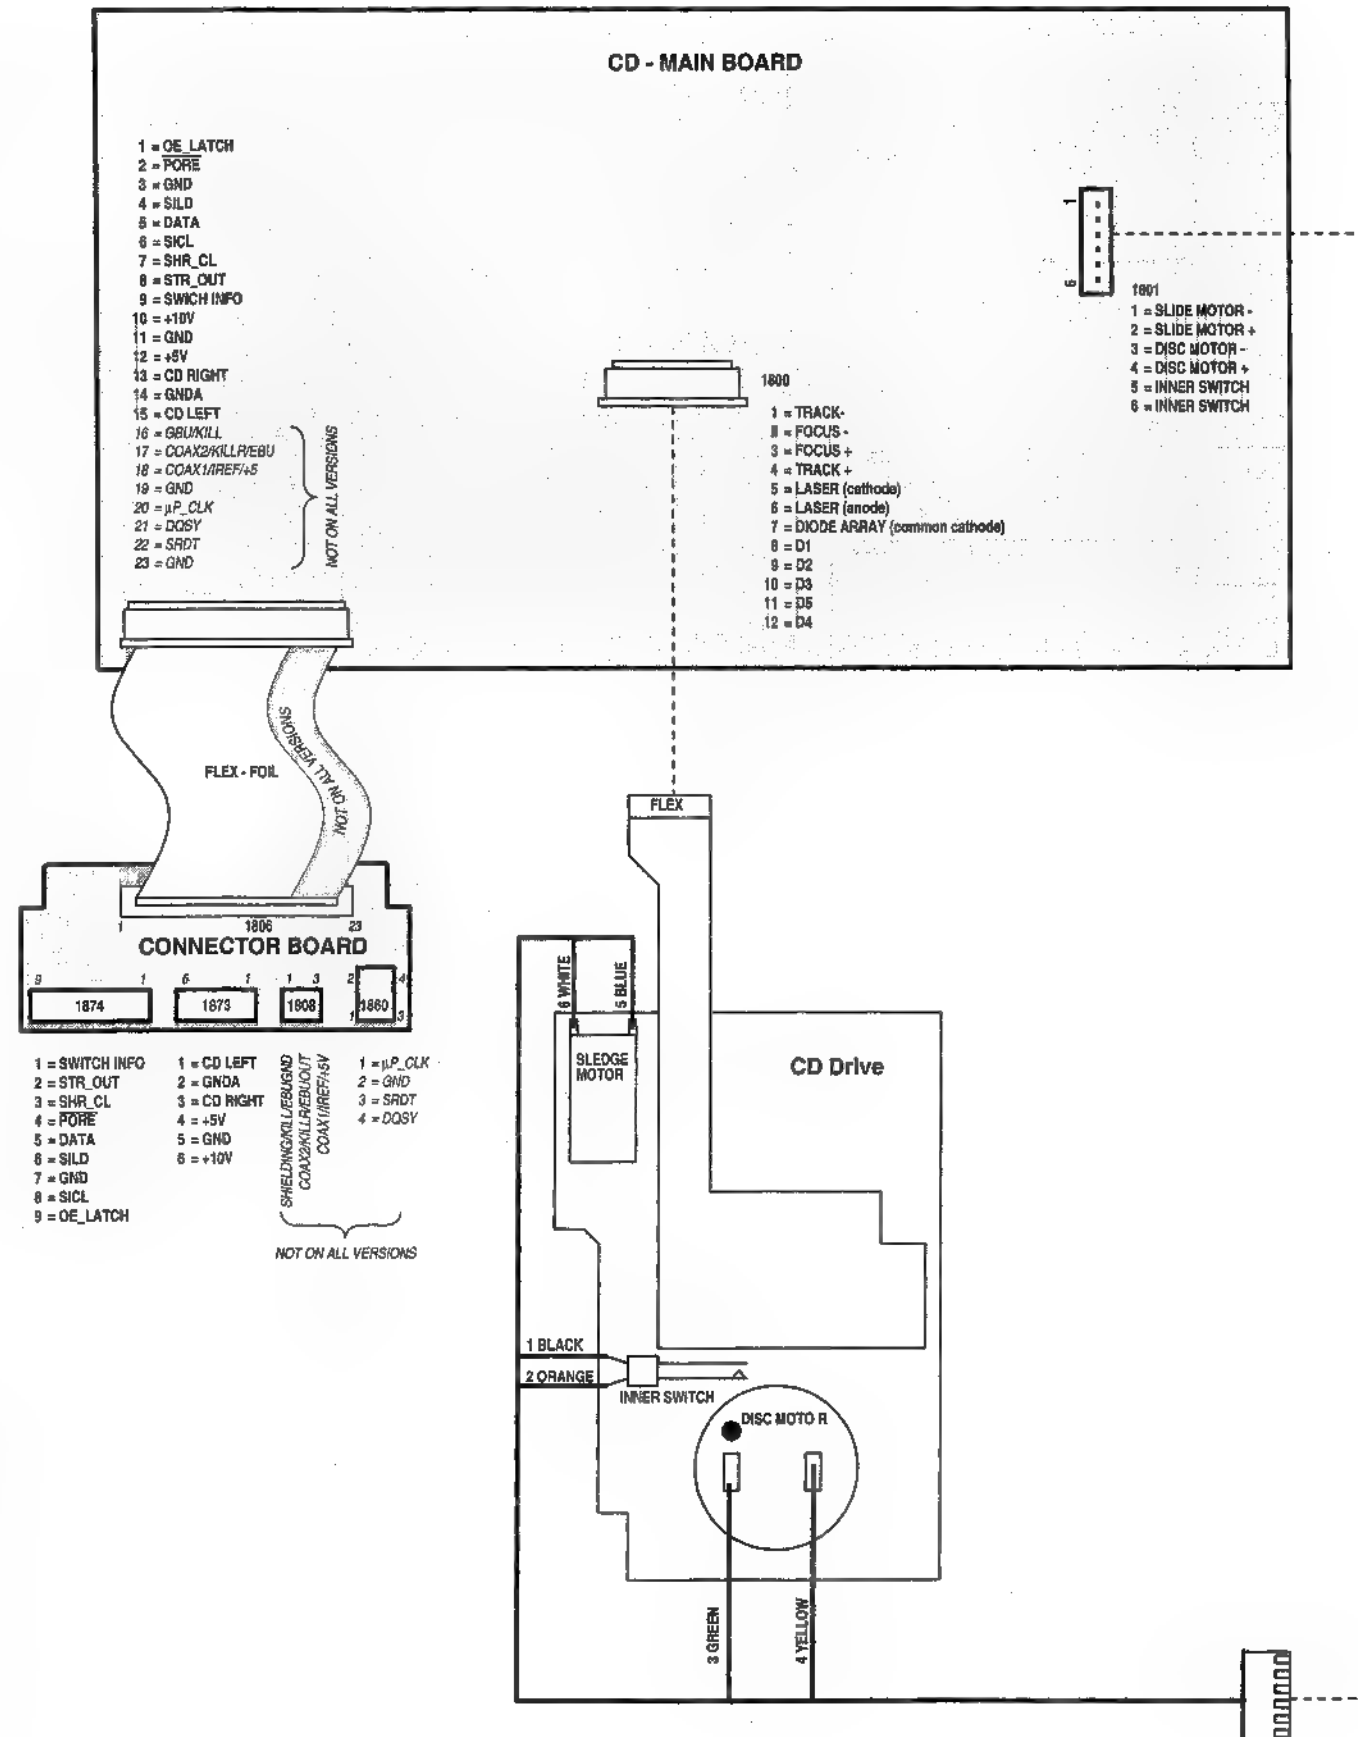 CD - MAIN BOARD
1 = OE_LATCH
2 = PORE
3 = GND
4 = SILD
5 = DATA
6 = SICL
7 = SHR_CL
8 = STR_OUT
9 = SWICH INFO
10 = +10V
11 = GND
12 = +5V
13 = CD RIGHT
14 = GNDA
15 = CD LEFT
16 = GBU/KILL
17 = COAX2/KILLR/EBU
18 = COAX1/IREF/+5
19 = GND
20 = µP_CLK
21 = DQSY
22 = SRDT
23 = GND
NOT ON ALL VERSIONS
1
6
1801
1 = SLIDE MOTOR -
2 = SLIDE MOTOR +
3 = DISC MOTOR -
4 = DISC MOTOR +
5 = INNER SWITCH
6 = INNER SWITCH
1800
1 = TRACK-
= FOCUS -
3 = FOCUS +
4 = TRACK +
5 = LASER (cathode)
6 = LASER (anode)
7 = DIODE ARRAY (common cathode)
8 = D1
9 = D2
10 = D3
11 = D5
12 = D4
FLEX - FOIL
NOT ON ALL VERSIONS
FLEX
1 1806 23
CONNECTOR BOARD
9 1 6 1 1 3 2 4
1874 1873 1808 1860
1 3
1 = SWITCH INFO
2 = STR_OUT
3 = SHR_CL
4 = PORE
5 = DATA
6 = SILD
7 = GND
8 = SICL
9 = OE_LATCH
1 = CD LEFT
2 = GNDA
3 = CD RIGHT
4 = +5V
5 = GND
6 = +10V
SHIELDING/KILL/EBUGND
COAX2/KILLR/EBUOUT
COAX1/IREF/+5V
1 = µP_CLK
2 = GND
3 = SRDT
4 = DQSY
NOT ON ALL VERSIONS
6 WHITE
5 BLUE
SLEDGE
MOTOR
CD Drive
1 BLACK
2 ORANGE
INNER SWITCH
DISC MOTO R
3 GREEN
4 YELLOW